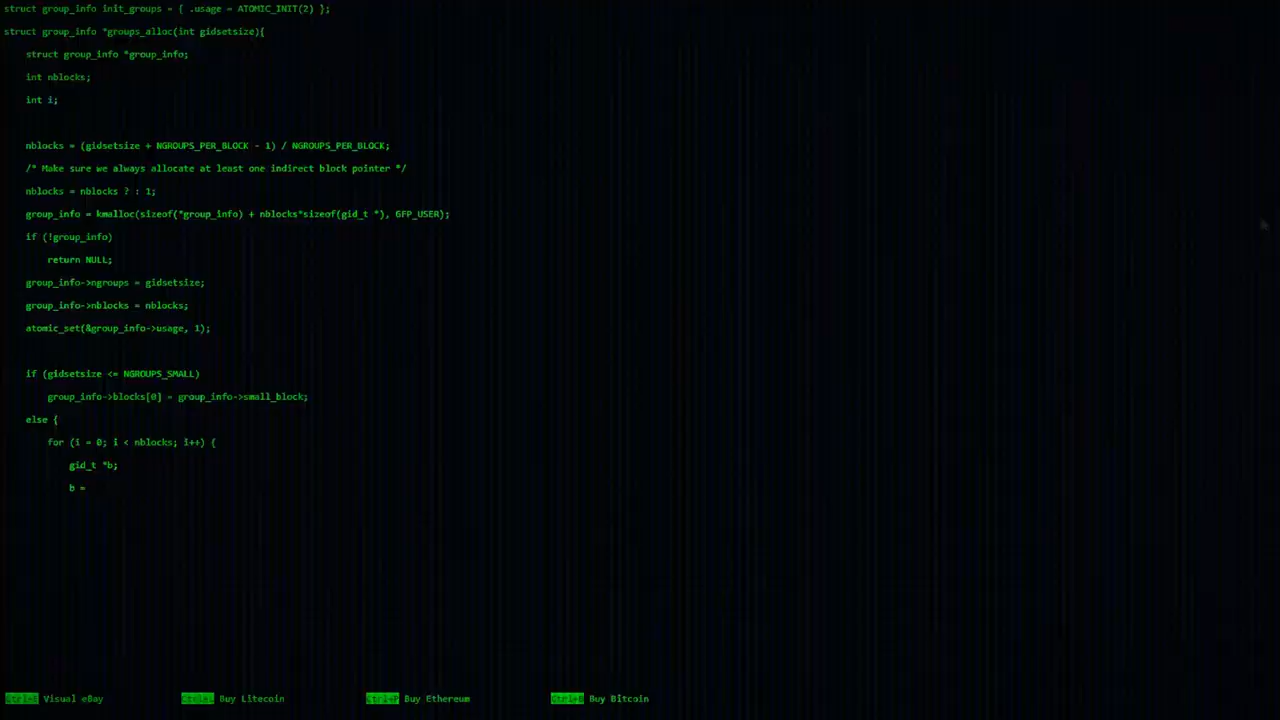 struct group_info init_groups = { .usage = ATOMIC_INIT(2) };
struct group_info *groups_alloc(int gidsetsize){
    struct group_info *group_info;
    int nblocks;
    int i;
    nblocks = (gidsetsize + NGROUPS_PER_BLOCK - 1) / NGROUPS_PER_BLOCK;
    /* Make sure we always allocate at least one indirect block pointer */
    nblocks = nblocks ? : 1;
    group_info = kmalloc(sizeof(*group_info) + nblocks*sizeof(gid_t *), GFP_USER);
    if (!group_info)
        return NULL;
    group_info->ngroups = gidsetsize;
    group_info->nblocks = nblocks;
    atomic_set(&group_info->usage, 1);
    if (gidsetsize <= NGROUPS_SMALL)
        group_info->blocks[0] = group_info->small_block;
    else {
        for (i = 0; i < nblocks; i++) {
            gid_t *b;
            b =
Visual eBay Buy Litecoin Ctrl+P Buy Ethereum Buy Bitcoin